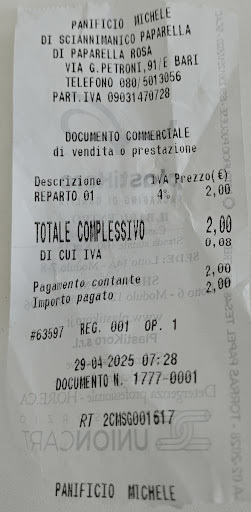 PANIFICIO MICHELE
DI SCIANNIMANICO PAPARELLA
DI PAPARELLA ROSA
VIA G.PETRONI,91/E BARI
TELEFONO 080/5013056
PART.IVA 09031470728
DOCUMENTO COMMERCIALE
di vendita o prestazione
Descrizione IVA Prezzo(€)
REPARTO 01 4% 2,00
TOTALE COMPLESSIVO 2,00
DI CUI IVA 0,08
Pagamento contante 2,00
Importo pagato 2,00
#63597 REG. 001 OP. 1
29-04-2025 07:28
DOCUMENTO N. 1777-0001
RT 2CMSG001617
PANIFICIO MICHELE